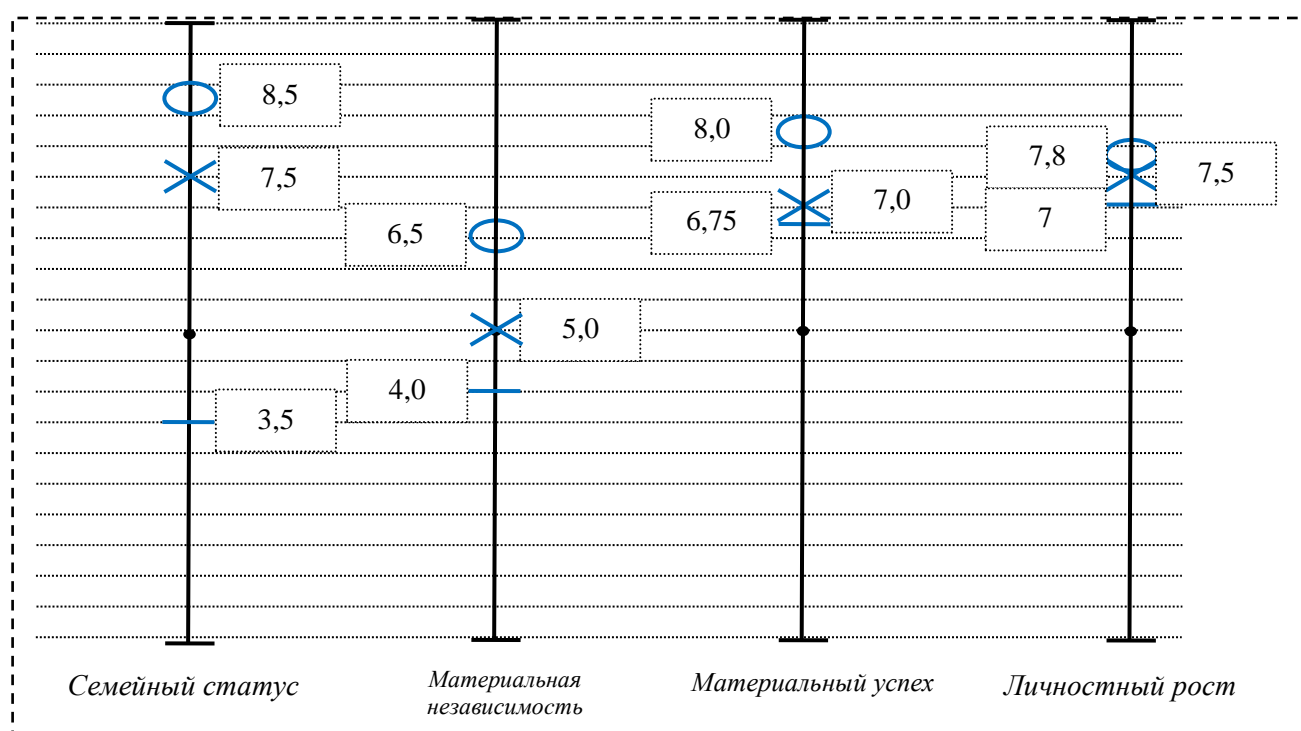 8,5
7,5
3,5
6,5
5,0
4,0
8,0
7,0
6,75
7,8
7,5
7
Семейный статус
Материальная
независимость
Материальный успех
Личностный рост